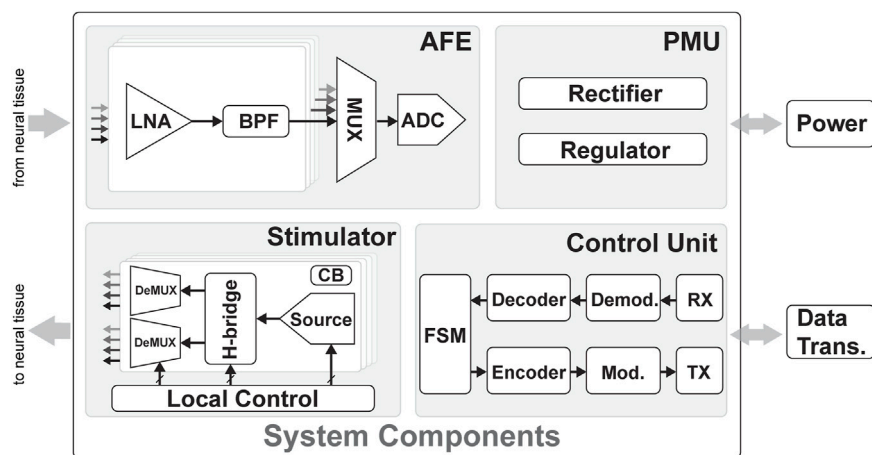 from neural tissue
AFE
LNA
BPF
MUX
ADC
PMU
Rectifier
Regulator
Power
to neural tissue
Stimulator
CB
DeMUX
DeMUX
H-bridge
Source
Local Control
Control Unit
FSM
Decoder
Demod.
RX
Encoder
Mod.
TX
Data
Trans.
System Components